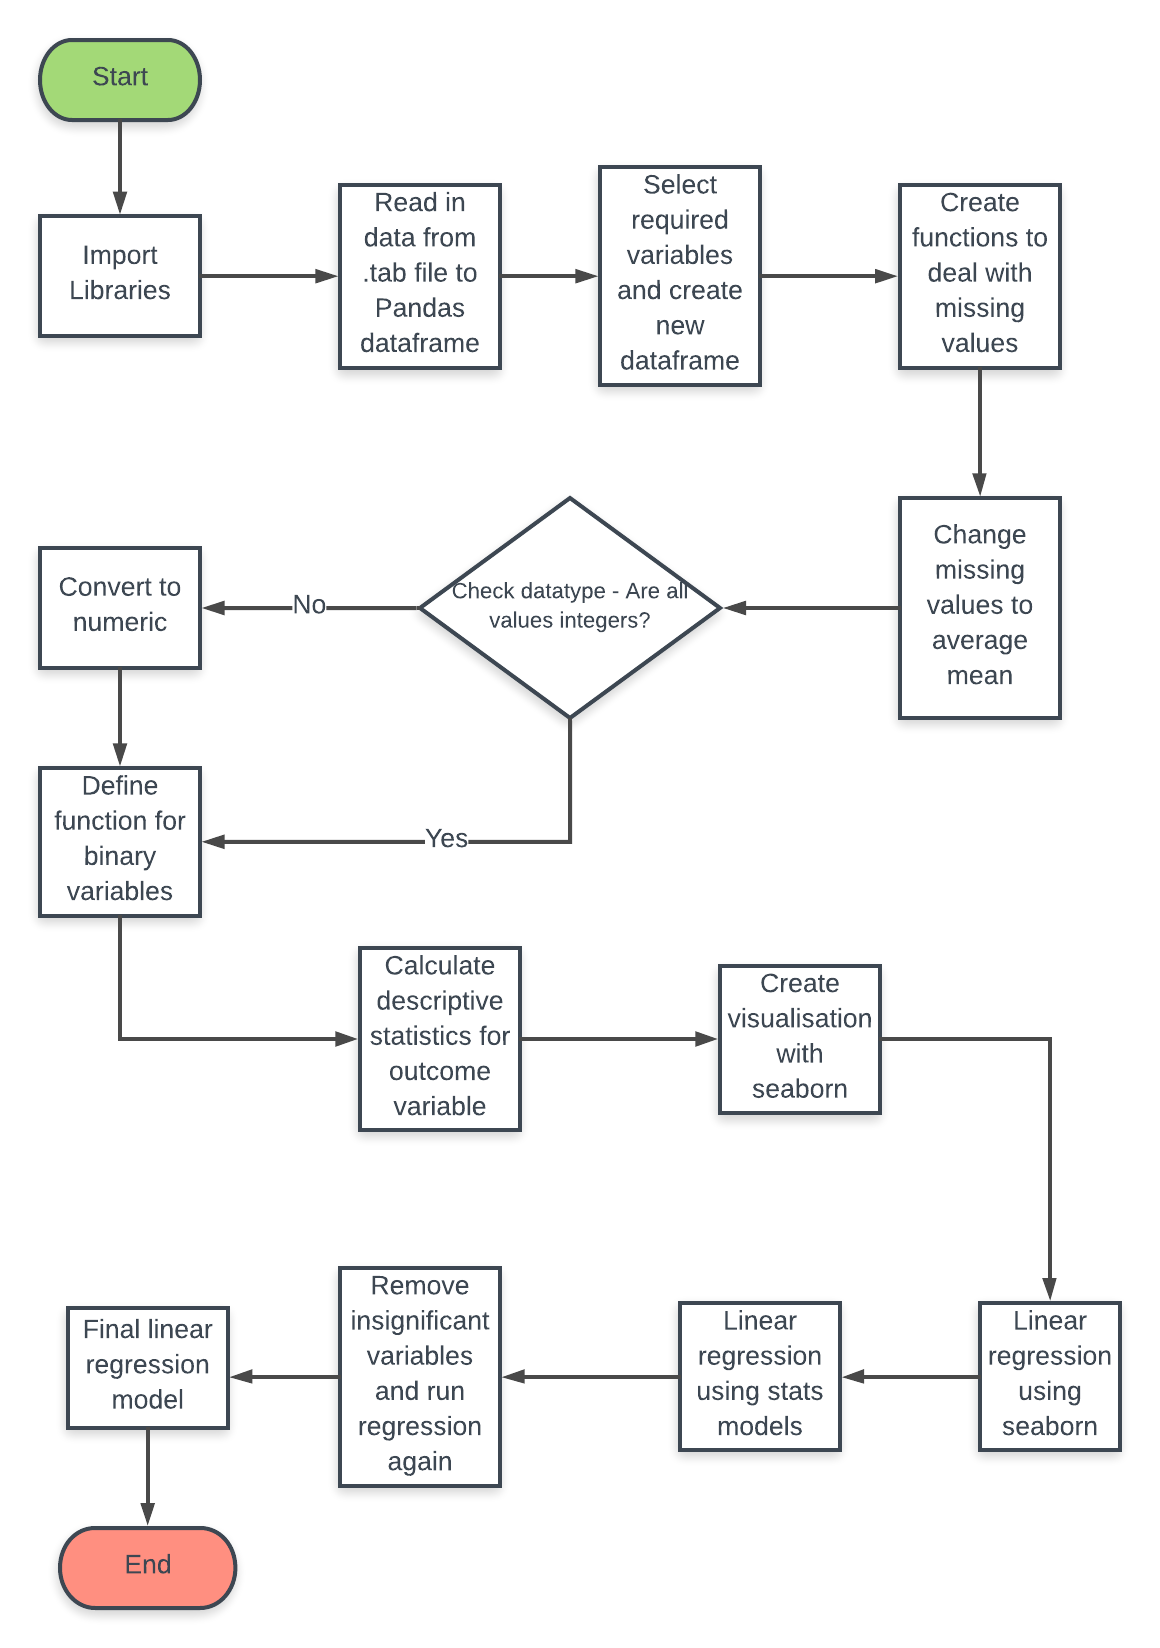 Start
Import
Libraries
Read in
data from
.tab file to
Pandas
dataframe
Select
required
variables
and create
new
dataframe
Create
functions to
deal with
missing
values
Change
missing
values to
average
mean
Check datatype - Are all
values integers?
No
Convert to
numeric
Yes
Define
function for
binary
variables
Calculate
descriptive
statistics for
outcome
variable
Create
visualisation
with
seaborn
Linear
regression
using
seaborn
Linear
regression
using stats
models
Remove
insignificant
variables
and run
regression
again
Final linear
regression
model
End